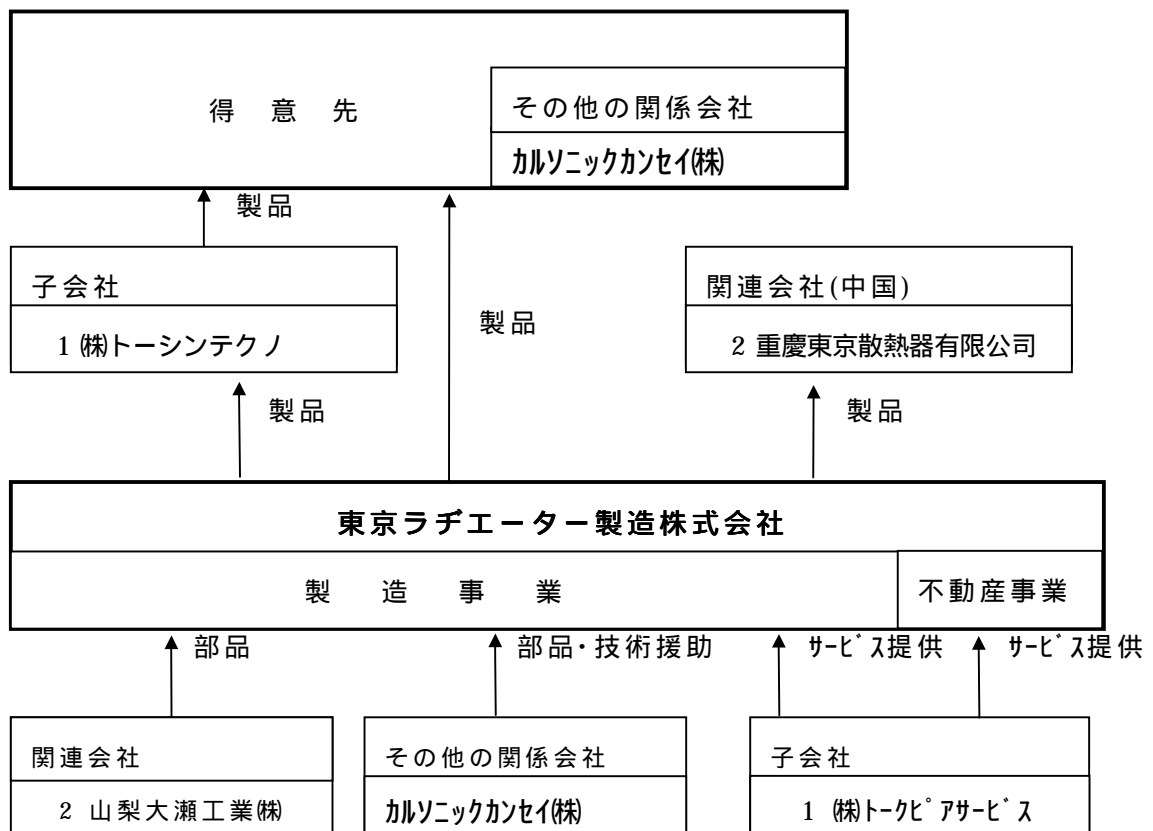 得意先
その他の関係会社
カルソニックカンセイ㈱
製品
子会社
1 ㈱トーシンテクノ
製品
関連会社(中国)
2 重慶東京散熱器有限公司
製品
製品
東京ラヂエーター製造株式会社
製造事業
不動産事業
部品
部品･技術援助
ｻｰﾋﾞｽ提供
ｻｰﾋﾞｽ提供
関連会社
2 山梨大瀬工業㈱
その他の関係会社
カルソニックカンセイ㈱
子会社
1 ㈱ﾄｰｸﾋﾟｱｻｰﾋﾞｽ